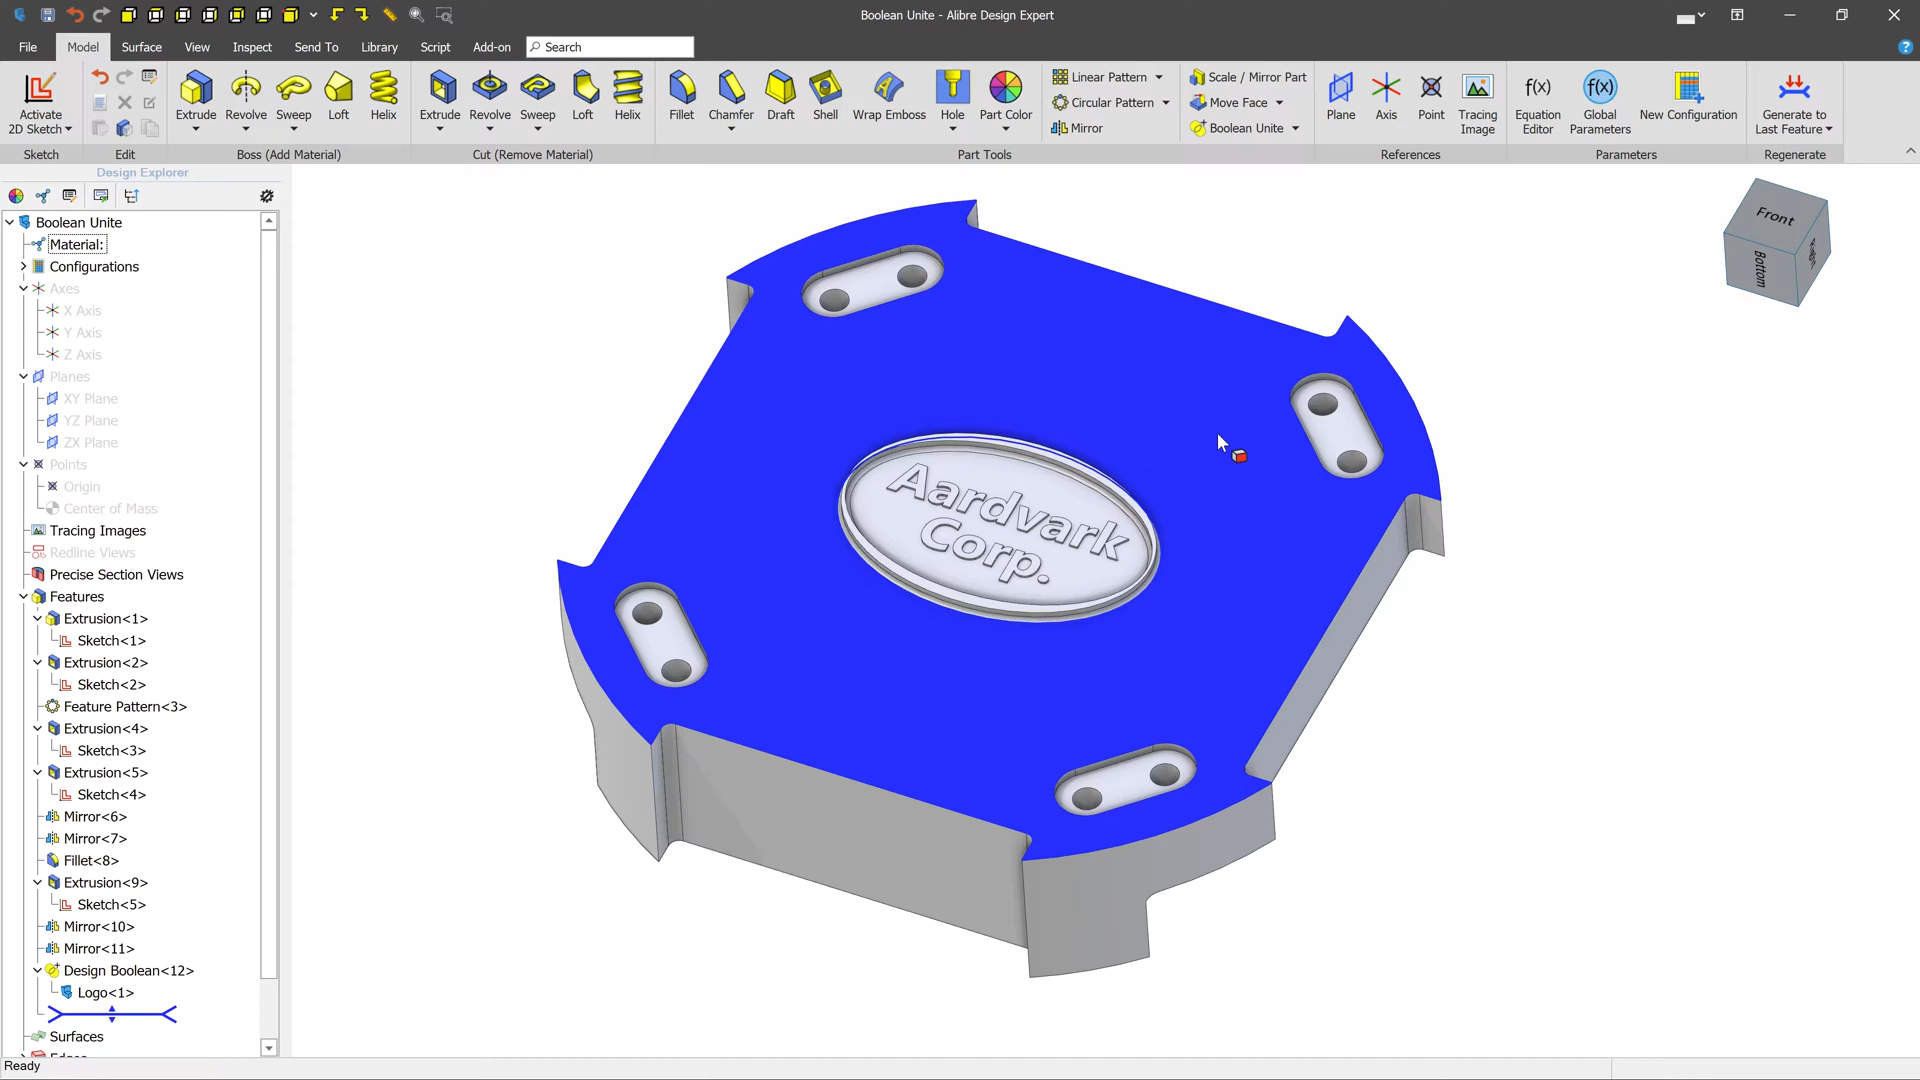 Boolean Unite - Alibre Design Expert
File Model Surface View Inspect Send To Library Script Add-on Search
Activate 2D Sketch
Sketch
Edit
Extrude Revolve Sweep Loft Helix
Boss (Add Material)
Extrude Revolve Sweep Loft Helix
Cut (Remove Material)
Fillet Chamfer Draft Shell Wrap Emboss Hole Part Color
Linear Pattern
Circular Pattern
Mirror
Scale / Mirror Part
Move Face
Boolean Unite
Part Tools
Plane Axis Point Tracing Image
References
f(x) Equation Editor
f(x) Global Parameters
New Configuration
Parameters
Generate to Last Feature
Regenerate
Design Explorer
Boolean Unite
Material:
Configurations
Axes
X Axis
Y Axis
Z Axis
Planes
XY Plane
YZ Plane
ZX Plane
Points
Origin
Center of Mass
Tracing Images
Redline Views
Precise Section Views
Features
Extrusion<1>
Sketch<1>
Extrusion<2>
Sketch<2>
Feature Pattern<3>
Extrusion<4>
Sketch<3>
Extrusion<5>
Sketch<4>
Mirror<6>
Mirror<7>
Fillet<8>
Extrusion<9>
Sketch<5>
Mirror<10>
Mirror<11>
Design Boolean<12>
Logo<1>
Surfaces
Ready
Aardvark
Corp.
Front
Bottom
Right